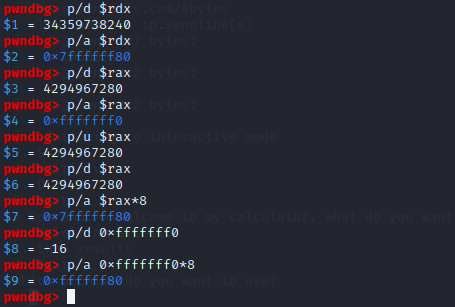 pwndbg> p/d $rdx
$1 = 34359738240
pwndbg> p/a $rdx
$2 = 0x7ffffff80
pwndbg> p/d $rax
$3 = 4294967280
pwndbg> p/a $rax
$4 = 0xfffffff0
pwndbg> p/u $rax
$5 = 4294967280
pwndbg> p/d $rax
$6 = 4294967280
pwndbg> p/a $rax*8
$7 = 0x7ffffff80
pwndbg> p/d 0xfffffff0
$8 = -16
pwndbg> p/a 0xfffffff0*8
$9 = 0xffffff80
pwndbg>